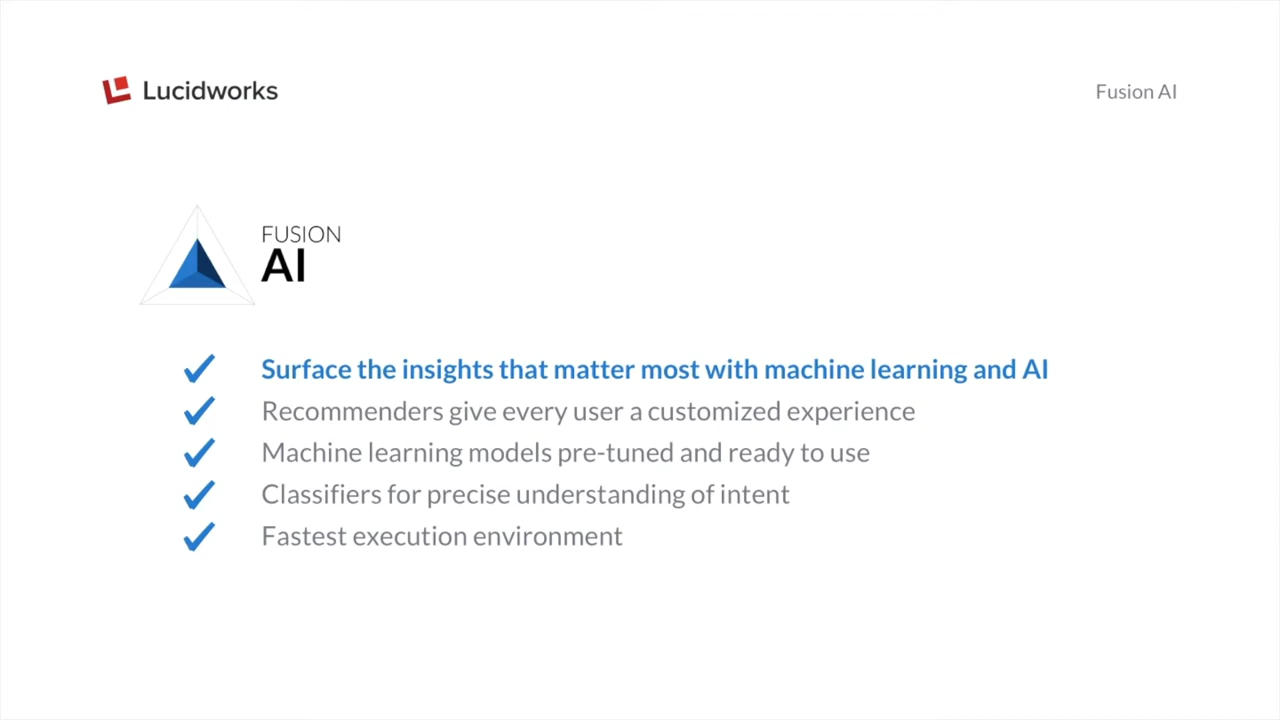 Lucidworks
Fusion AI
FUSION
AI
Surface the insights that matter most with machine learning and AI
Recommenders give every user a customized experience
Machine learning models pre-tuned and ready to use
Classifiers for precise understanding of intent
Fastest execution environment